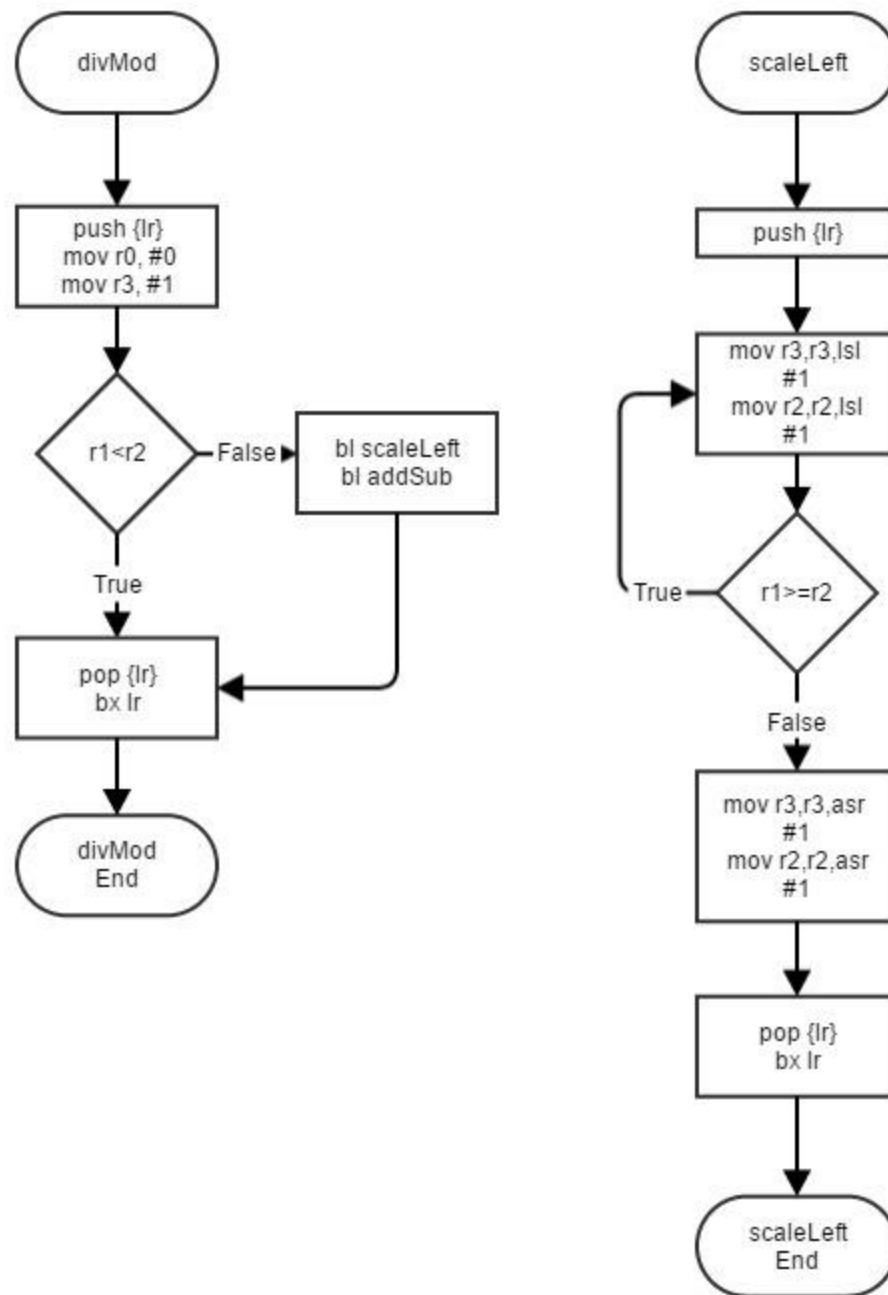 divMod
push {lr}
mov r0, #0
mov r3, #1
r1<r2
False
bl scaleLeft
bl addSub
True
pop {lr}
bx lr
divMod
End
scaleLeft
push {lr}
mov r3,r3,lsl
#1
mov r2,r2,lsl
#1
r1>=r2
True
False
mov r3,r3,asr
#1
mov r2,r2,asr
#1
pop {lr}
bx lr
scaleLeft
End